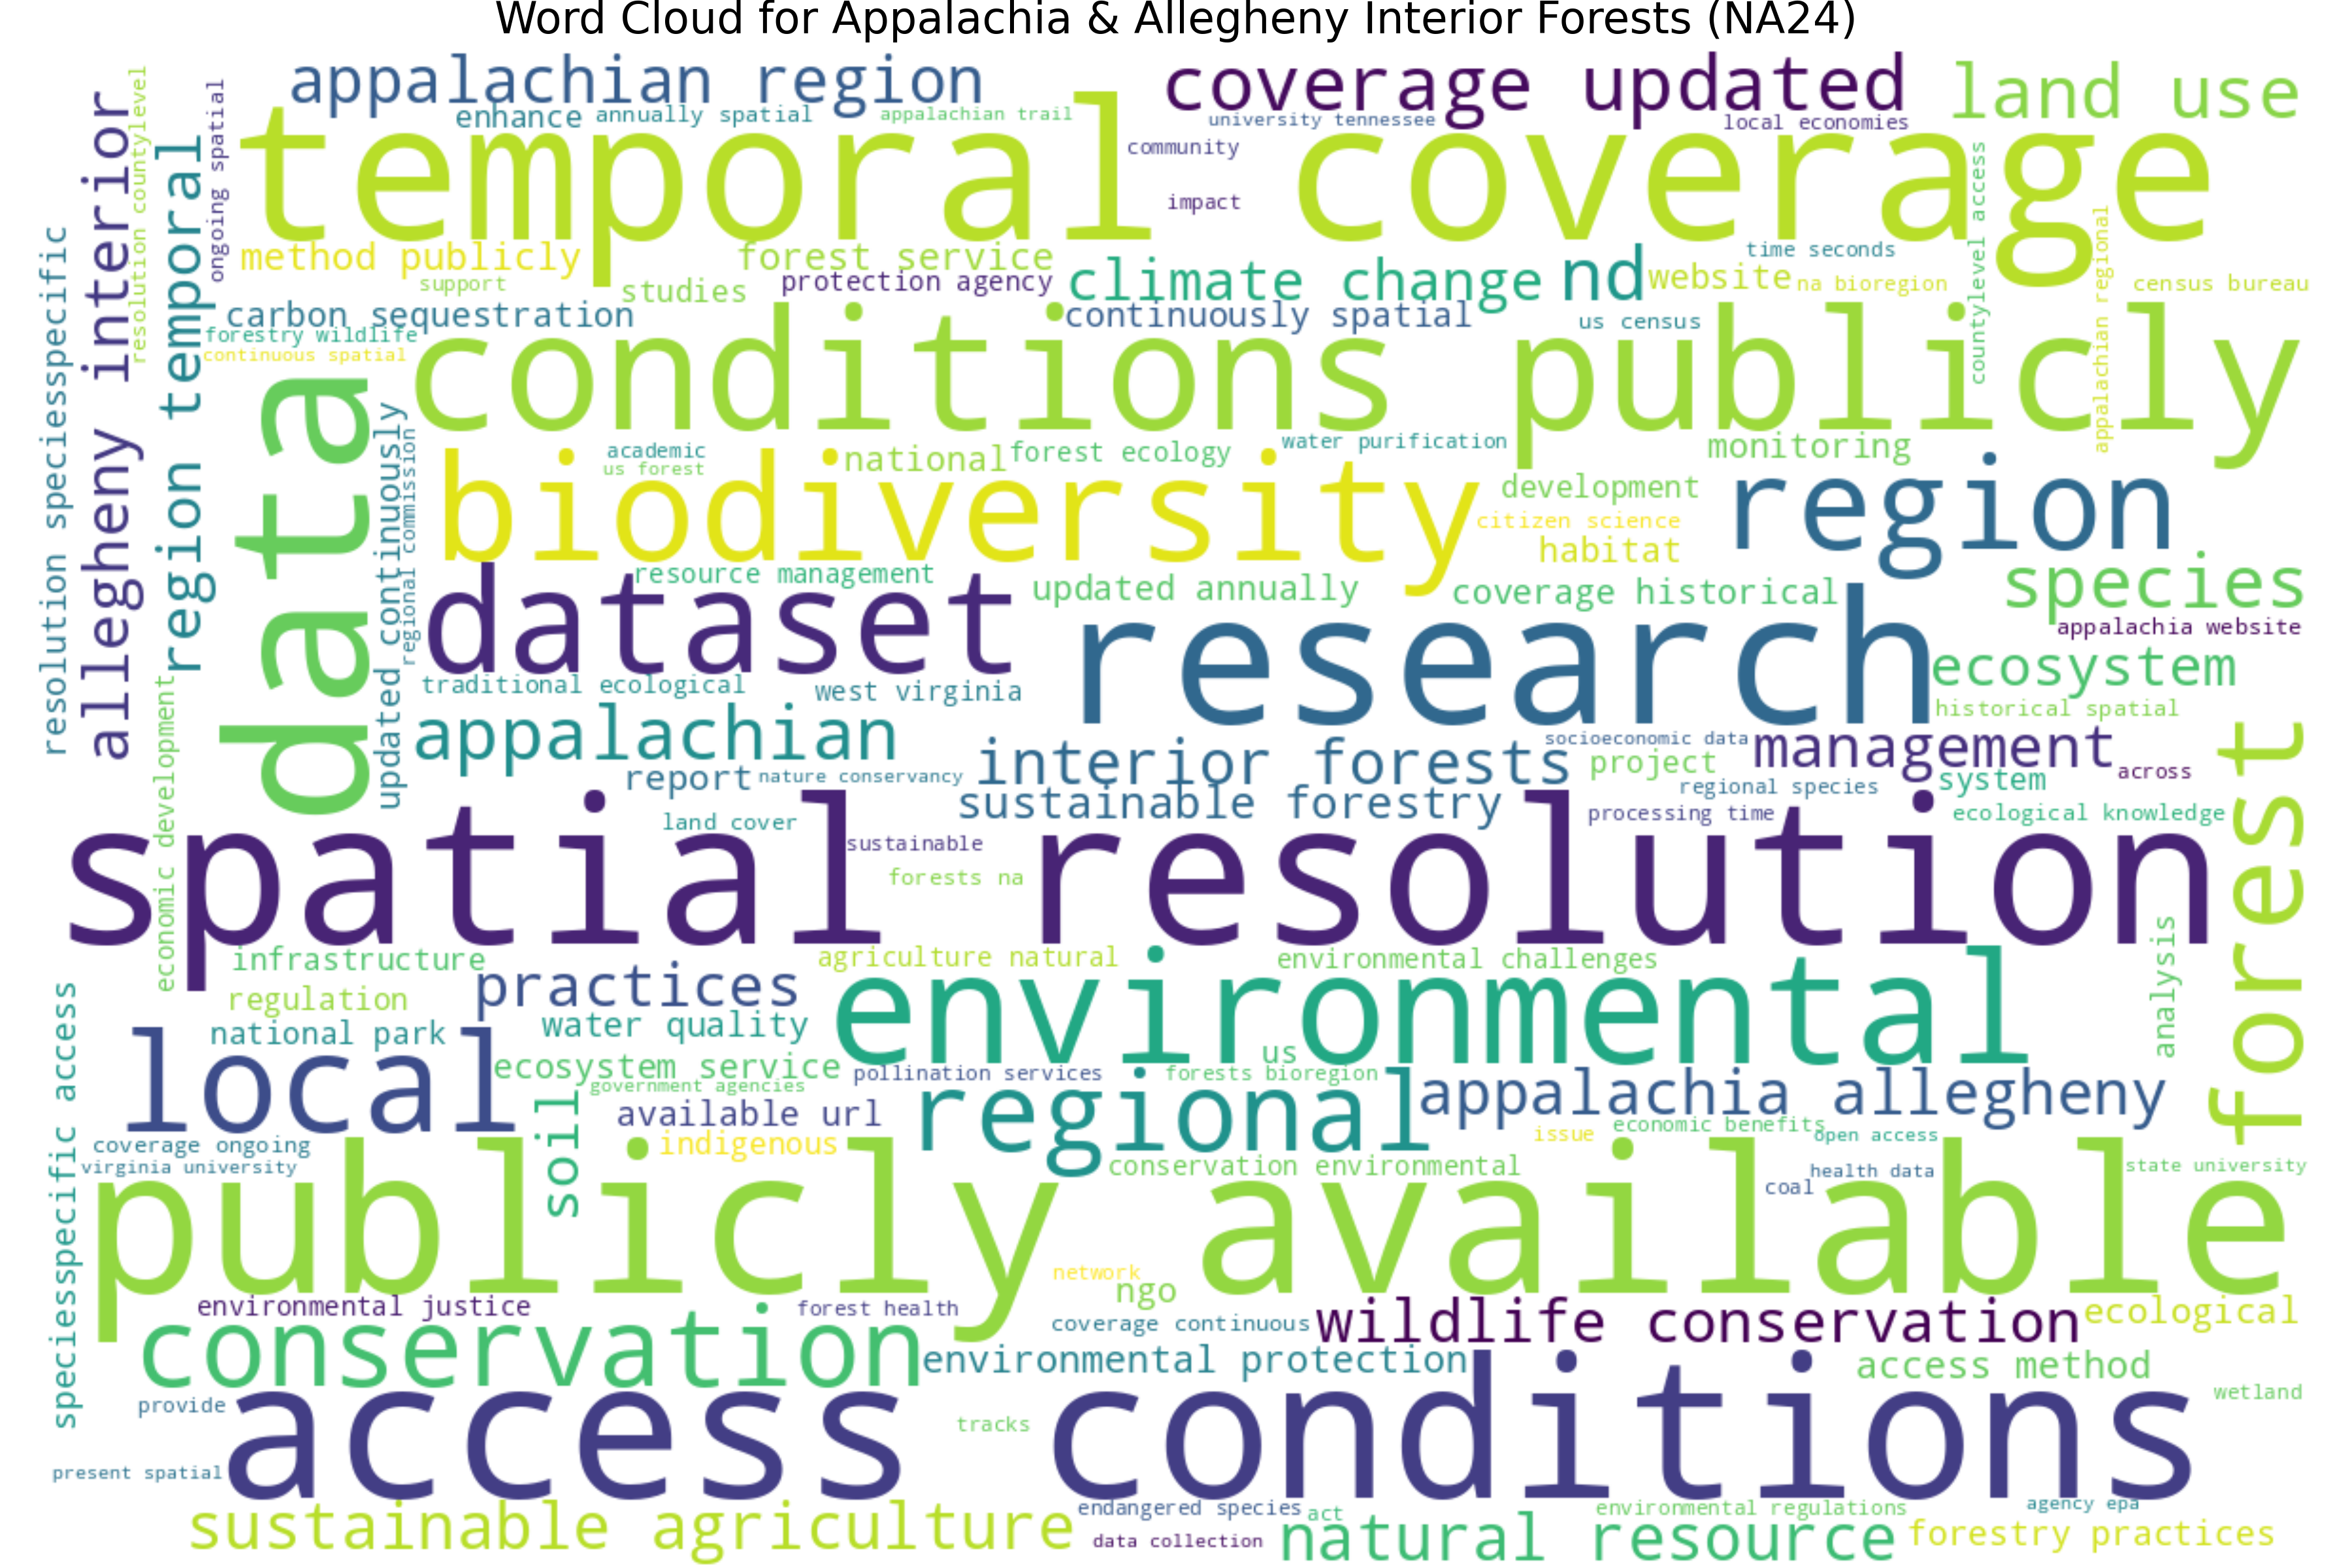 Word Cloud for Appalachia & Allegheny Interior Forests (NA24)
appalachian region
coverage updated
land use
enhance
annually spatial
appalachian trail
university tennessee
local economies
temporal coverage
community
impact
allegheny interior
resolution countylevel
region temporal
ongoing spatial
resolution speciesspecific
method publicly
forest service
time seconds
support
studies
protection agency
climate change
nd
website
na bioregion
countylevel access
appalachian regional
census bureau
carbon sequestration
continuously spatial
us census
forestry wildlife
continuous spatial
conditions publicly
data
updated continuously
regional commission
academic
us forest
national
forest ecology
water purification
monitoring
biodiversity
development
citizen science
habitat
region
resource management
updated annually
coverage historical
species
dataset
research
appalachia website
ecosystem
traditional ecological
west virginia
historical spatial
economic development
appalachian
interior forests
socioeconomic data
management
report
nature conservancy
project
across
sustainable forestry
regional species
system
processing time
ecological knowledge
land cover
sustainable
forests na
spatial resolution
forest
infrastructure
practices
agriculture natural
environmental challenges
analysis
regulation
national park
water quality
environmental
us
local
ecosystem service
government agencies
pollination services
forests bioregion
soil
available url
regional
appalachia allegheny
indigenous
issue
economic benefits
open access
coverage ongoing
virginia university
conservation environmental
health data
coal
state university
speciesspecific access
publicly available
network
ngo
environmental justice
forest health
coverage continuous
wildlife conservation
ecological
conservation
environmental protection
access method
provide
access conditions
tracks
wetland
present spatial
sustainable agriculture
endangered species
act
environmental regulations
agency epa
data collection
natural resource
forestry practices